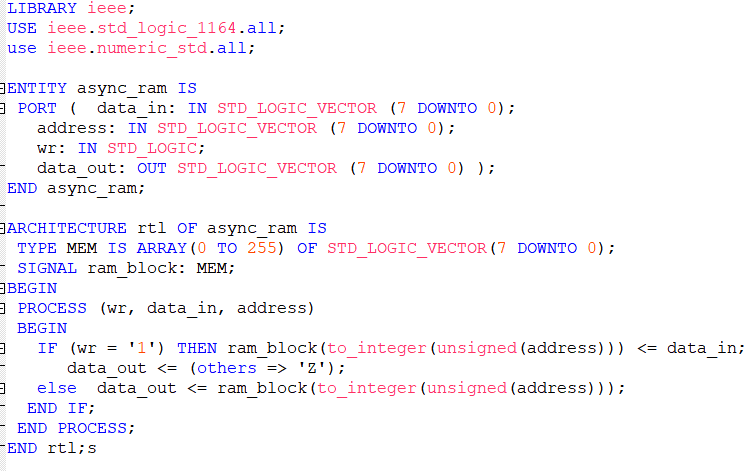 LIBRARY ieee;
USE ieee.std_logic_1164.all;
use ieee.numeric_std.all;
ENTITY async_ram IS
PORT (  data_in: IN STD_LOGIC_VECTOR (7 DOWNTO 0);
address: IN STD_LOGIC_VECTOR (7 DOWNTO 0);
wr: IN STD_LOGIC;
data_out: OUT STD_LOGIC_VECTOR (7 DOWNTO 0) );
END async_ram;
ARCHITECTURE rtl OF async_ram IS
TYPE MEM IS ARRAY(0 TO 255) OF STD_LOGIC_VECTOR(7 DOWNTO 0);
SIGNAL ram_block: MEM;
BEGIN
PROCESS (wr, data_in, address)
BEGIN
IF (wr = '1') THEN ram_block(to_integer(unsigned(address))) <= data_in;
data_out <= (others => 'Z');
else  data_out <= ram_block(to_integer(unsigned(address)));
END IF;
END PROCESS;
END rtl;s